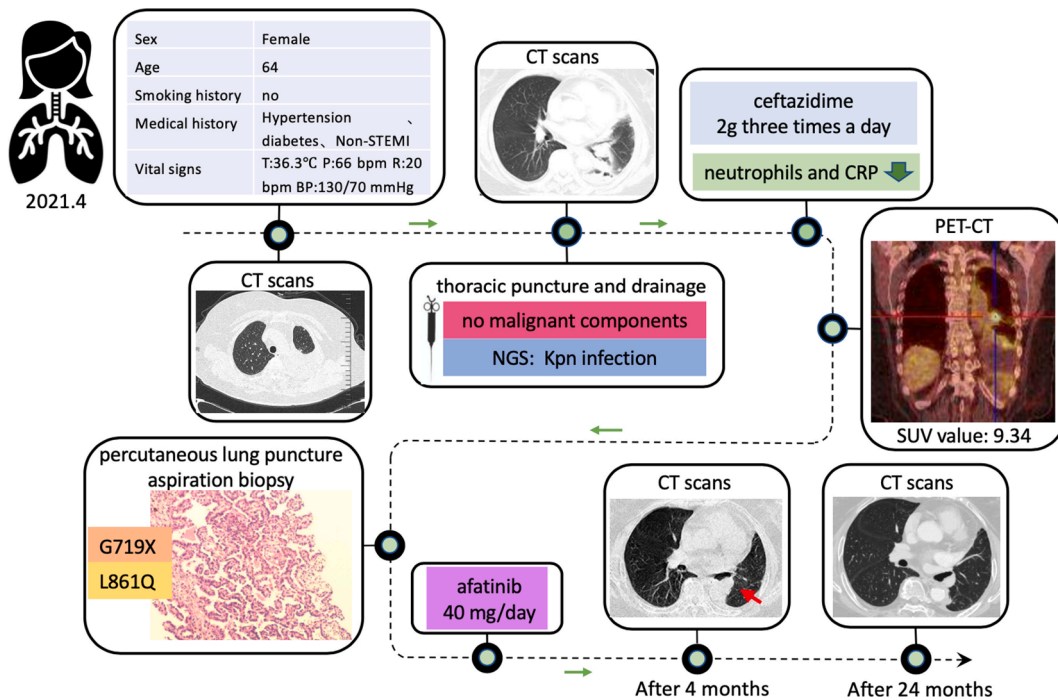 2021.4
Sex Female
Age 64
Smoking history no
Medical history Hypertension 、
diabetes、Non-STEMI
Vital signs T:36.3℃ P:66 bpm R:20
bpm BP:130/70 mmHg
CT scans
CT scans
thoracic puncture and drainage
no malignant components
NGS: Kpn infection
ceftazidime
2g three times a day
neutrophils and CRP
PET-CT
SUV value: 9.34
percutaneous lung puncture
aspiration biopsy
G719X
L861Q
afatinib
40 mg/day
CT scans
After 4 months
CT scans
After 24 months